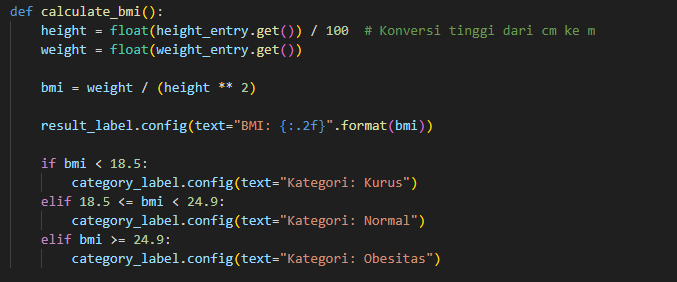 def calculate_bmi():
    height = float(height_entry.get()) / 100  # Konversi tinggi dari cm ke m
    weight = float(weight_entry.get())

    bmi = weight / (height ** 2)

    result_label.config(text="BMI: {:.2f}".format(bmi))

    if bmi < 18.5:
        category_label.config(text="Kategori: Kurus")
    elif 18.5 <= bmi < 24.9:
        category_label.config(text="Kategori: Normal")
    elif bmi >= 24.9:
        category_label.config(text="Kategori: Obesitas")